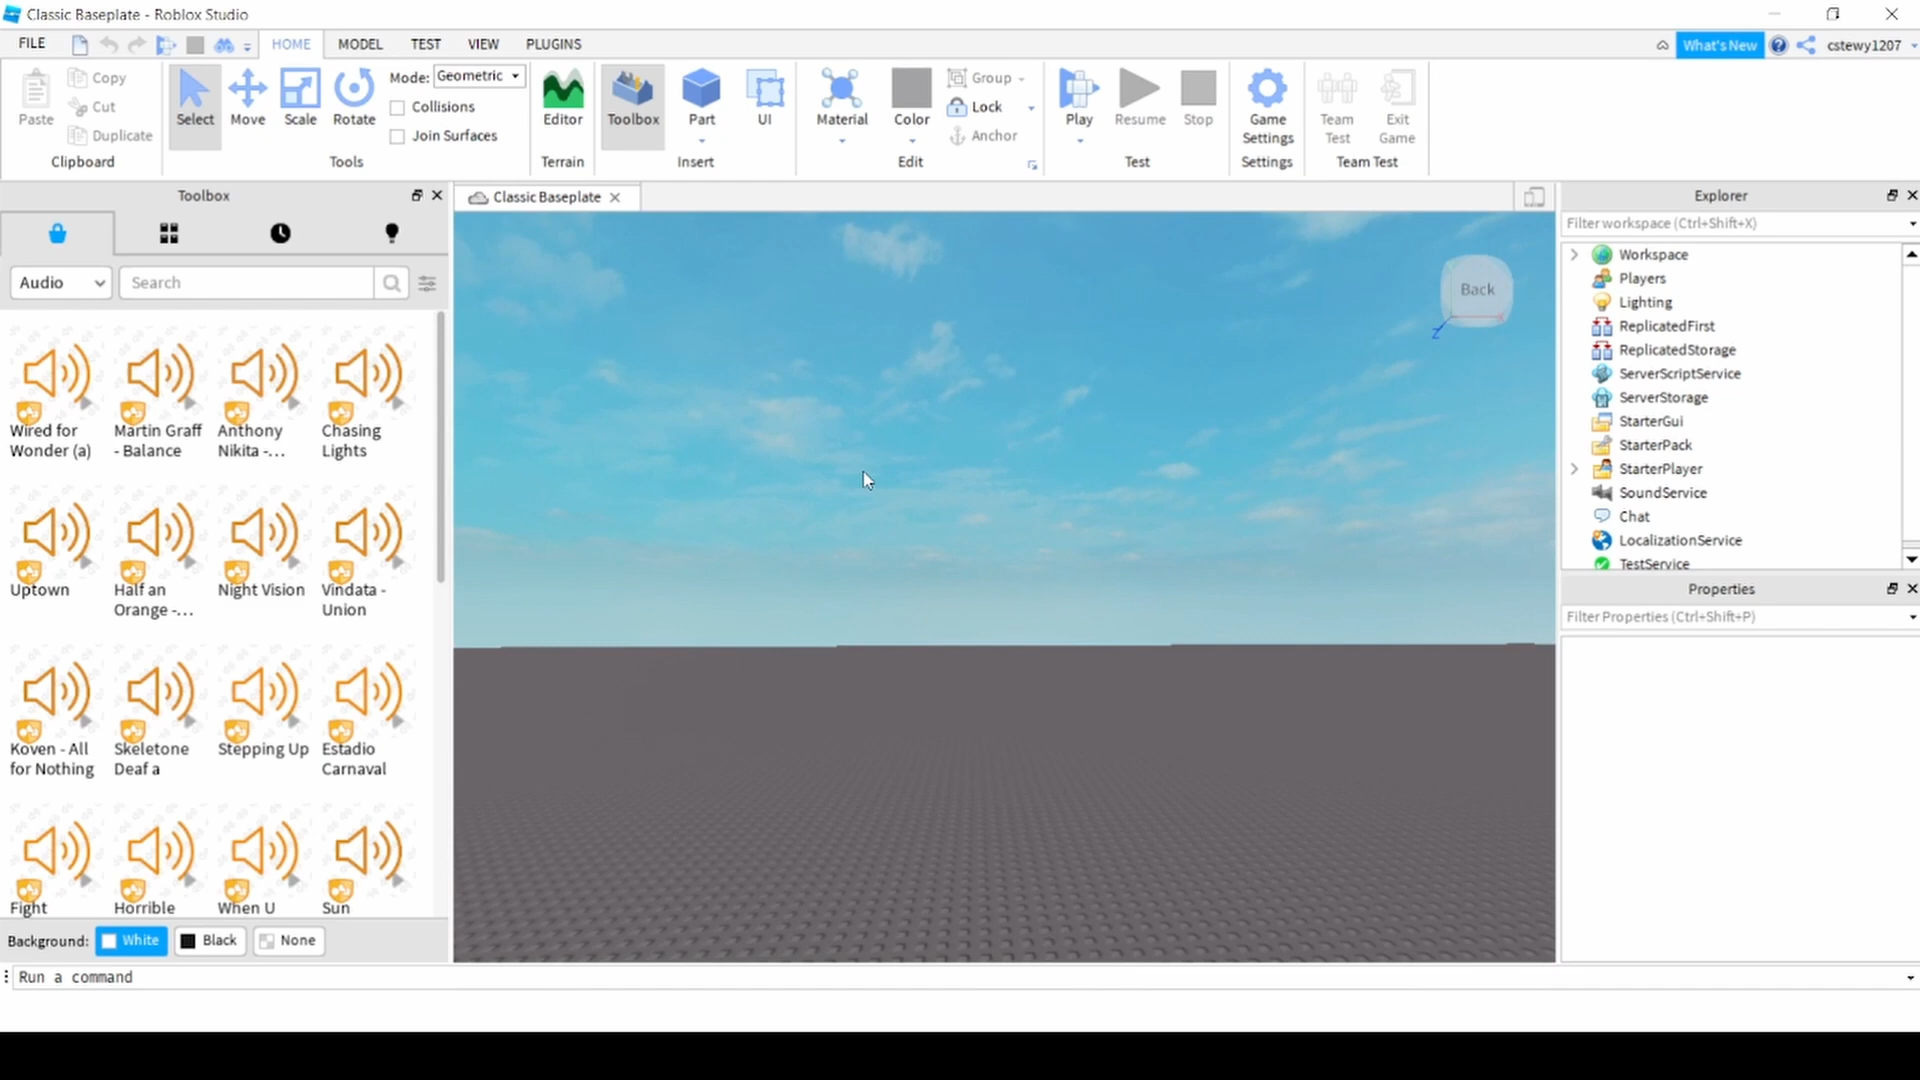 Classic Baseplate - Roblox Studio
FILE
HOME
MODEL
TEST
VIEW
PLUGINS
What's New
cstewy1207
Paste
Copy
Cut
Duplicate
Clipboard
Select
Move
Scale
Rotate
Mode: Geometric
Collisions
Join Surfaces
Tools
Editor
Terrain
Toolbox
Part
UI
Insert
Material
Color
Group
Lock
Anchor
Edit
Play
Resume
Stop
Test
Game
Settings
Settings
Team
Test
Exit
Game
Team Test
Toolbox
Audio
Search
Wired for
Wonder (a)
Martin Graff
- Balance
Anthony
Nikita -...
Chasing
Lights
Uptown
Half an
Orange -...
Night Vision
Vindata -
Union
Koven - All
for Nothing
Skeletone
Deaf a
Stepping Up
Estadio
Carnaval
Fight
Horrible
When U
Sun
Background:
White
Black
None
Run a command
Classic Baseplate
Back
Z
X
Explorer
Filter workspace (Ctrl+Shift+X)
Workspace
Players
Lighting
ReplicatedFirst
ReplicatedStorage
ServerScriptService
ServerStorage
StarterGui
StarterPack
StarterPlayer
SoundService
Chat
LocalizationService
TestService
Properties
Filter Properties (Ctrl+Shift+P)